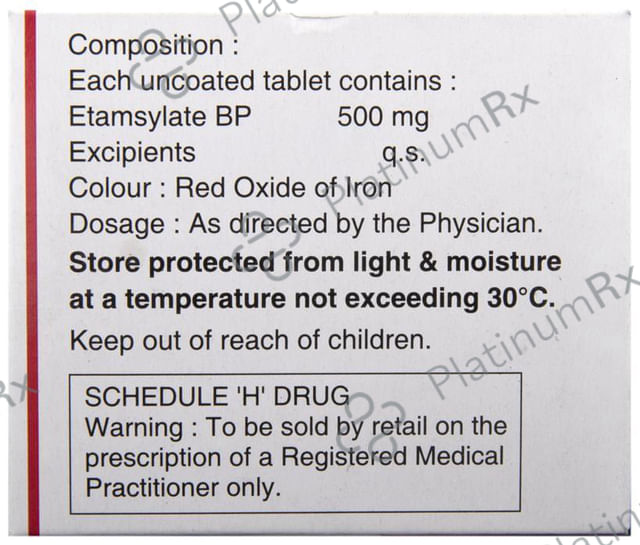 Composition :
Each uncoated tablet contains :
Etamsylate BP 500 mg
Excipients q.s.
Colour : Red Oxide of Iron
Dosage : As directed by the Physician.
Store protected from light & moisture
at a temperature not exceeding 30°C.
Keep out of reach of children.
SCHEDULE 'H' DRUG
Warning : To be sold by retail on the
prescription of a Registered Medical
Practitioner only.
PlatinumRx
PlatinumRx